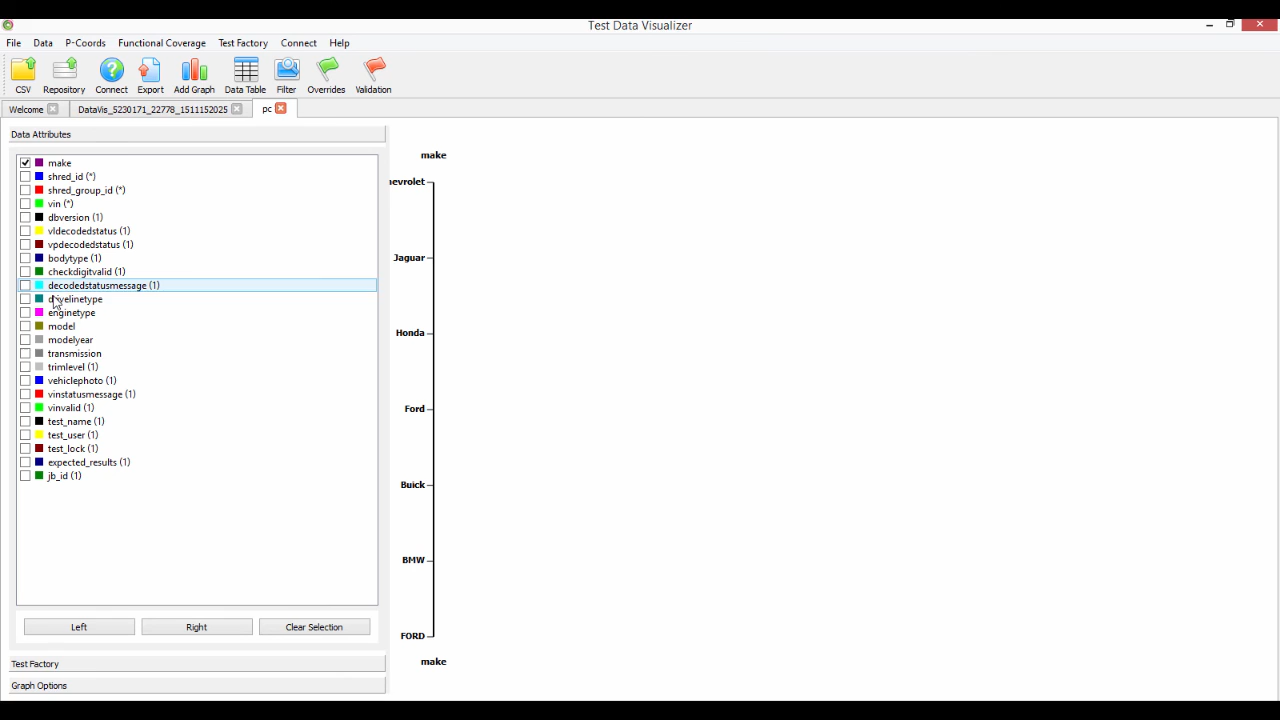 Test Data Visualizer
File Data P-Coords Functional Coverage Test Factory Connect Help
CSV Repository Connect Export Add Graph Data Table Filter Overrides Validation
Welcome DataVis_5230171_22778_1511152025 pc
Data Attributes
make
shred_id (*)
shred_group_id (*)
vin (*)
dbversion (1)
vldecodedstatus (1)
vpdecodedstatus (1)
bodytype (1)
checkdigitvalid (1)
decodedstatusmessage (1)
drivelinetype
enginetype
model
modelyear
transmission
trimlevel (1)
vehiclephoto (1)
vinstatusmessage (1)
vinvalid (1)
test_name (1)
test_user (1)
test_lock (1)
expected_results (1)
jb_id (1)
Left Right Clear Selection
Test Factory
Graph Options
make
hevrolet
Jaguar
Honda
Ford
Buick
BMW
FORD
make